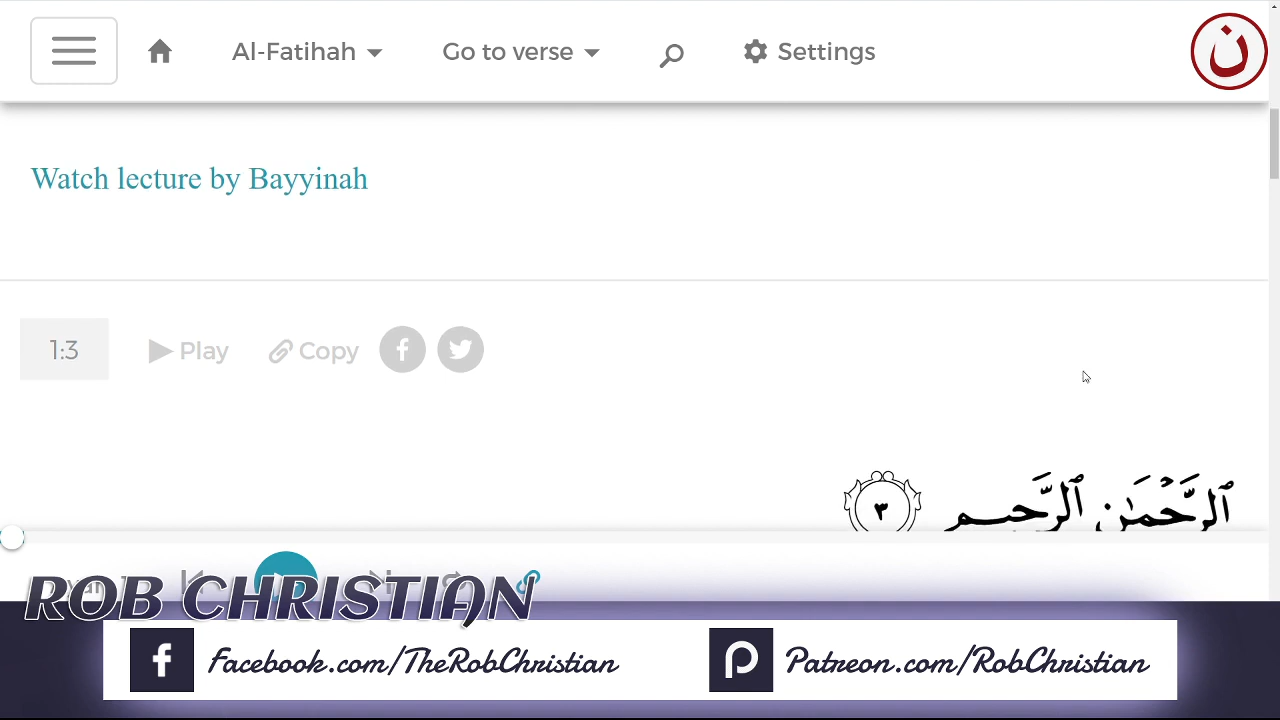 Al-Fatihah Go to verse Settings ن
Watch lecture by Bayyinah
1:3 Play Copy
ٱلرَّحْمَـٰنِ ٱلرَّحِيمِ ٣
ROB CHRISTIAN
Facebook.com/TheRobChristian Patreon.com/RobChristian